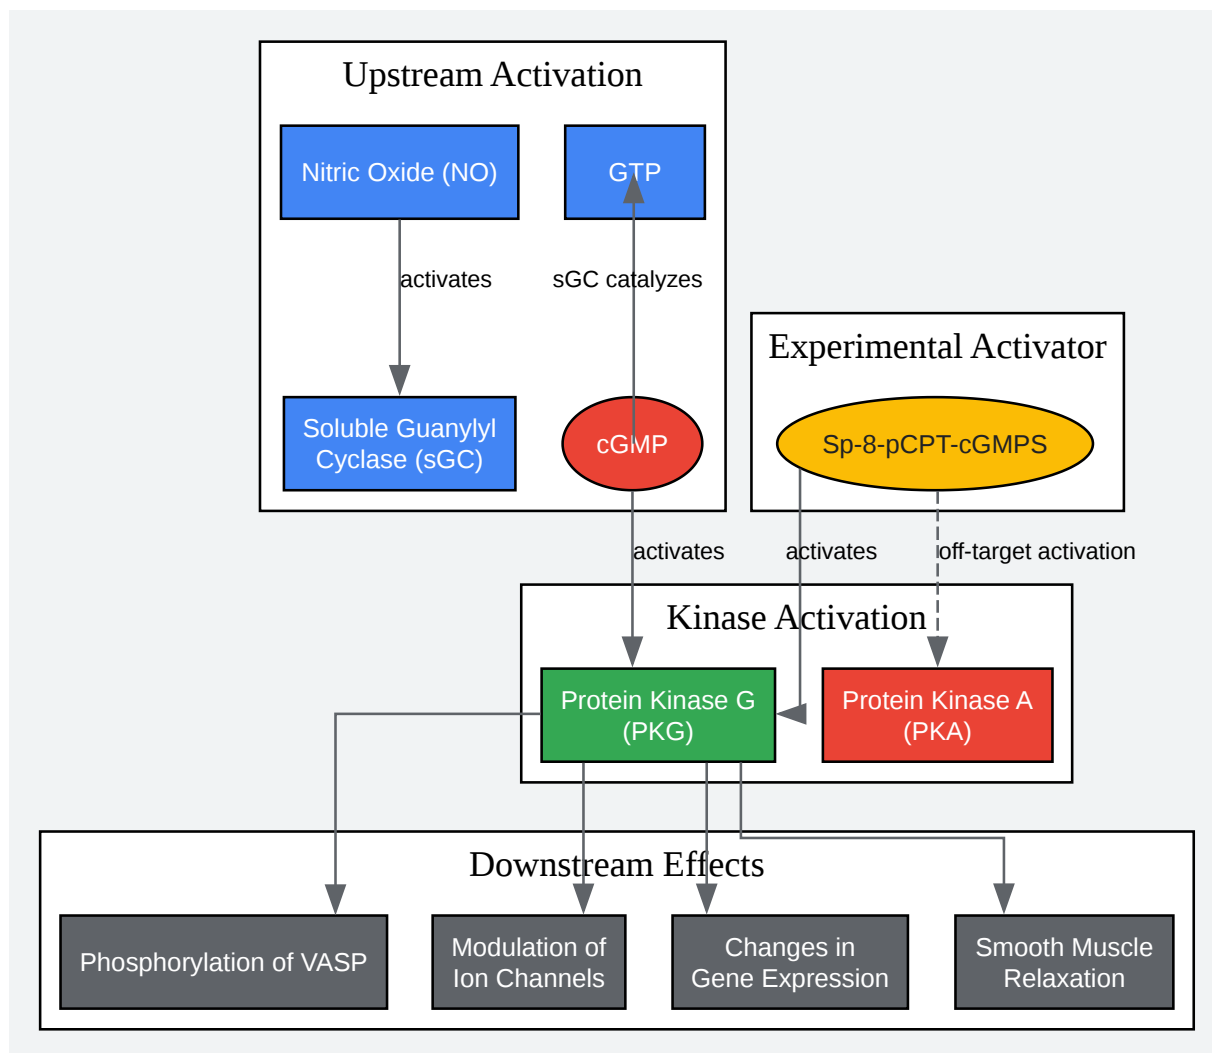 Upstream Activation
Nitric Oxide (NO)
GTP
activates
sGC catalyzes
Soluble Guanylyl
Cyclase (sGC)
cGMP
Experimental Activator
Sp-8-pCPT-cGMPS
activates
activates
off-target activation
Kinase Activation
Protein Kinase G
(PKG)
Protein Kinase A
(PKA)
Downstream Effects
Phosphorylation of VASP
Modulation of
Ion Channels
Changes in
Gene Expression
Smooth Muscle
Relaxation